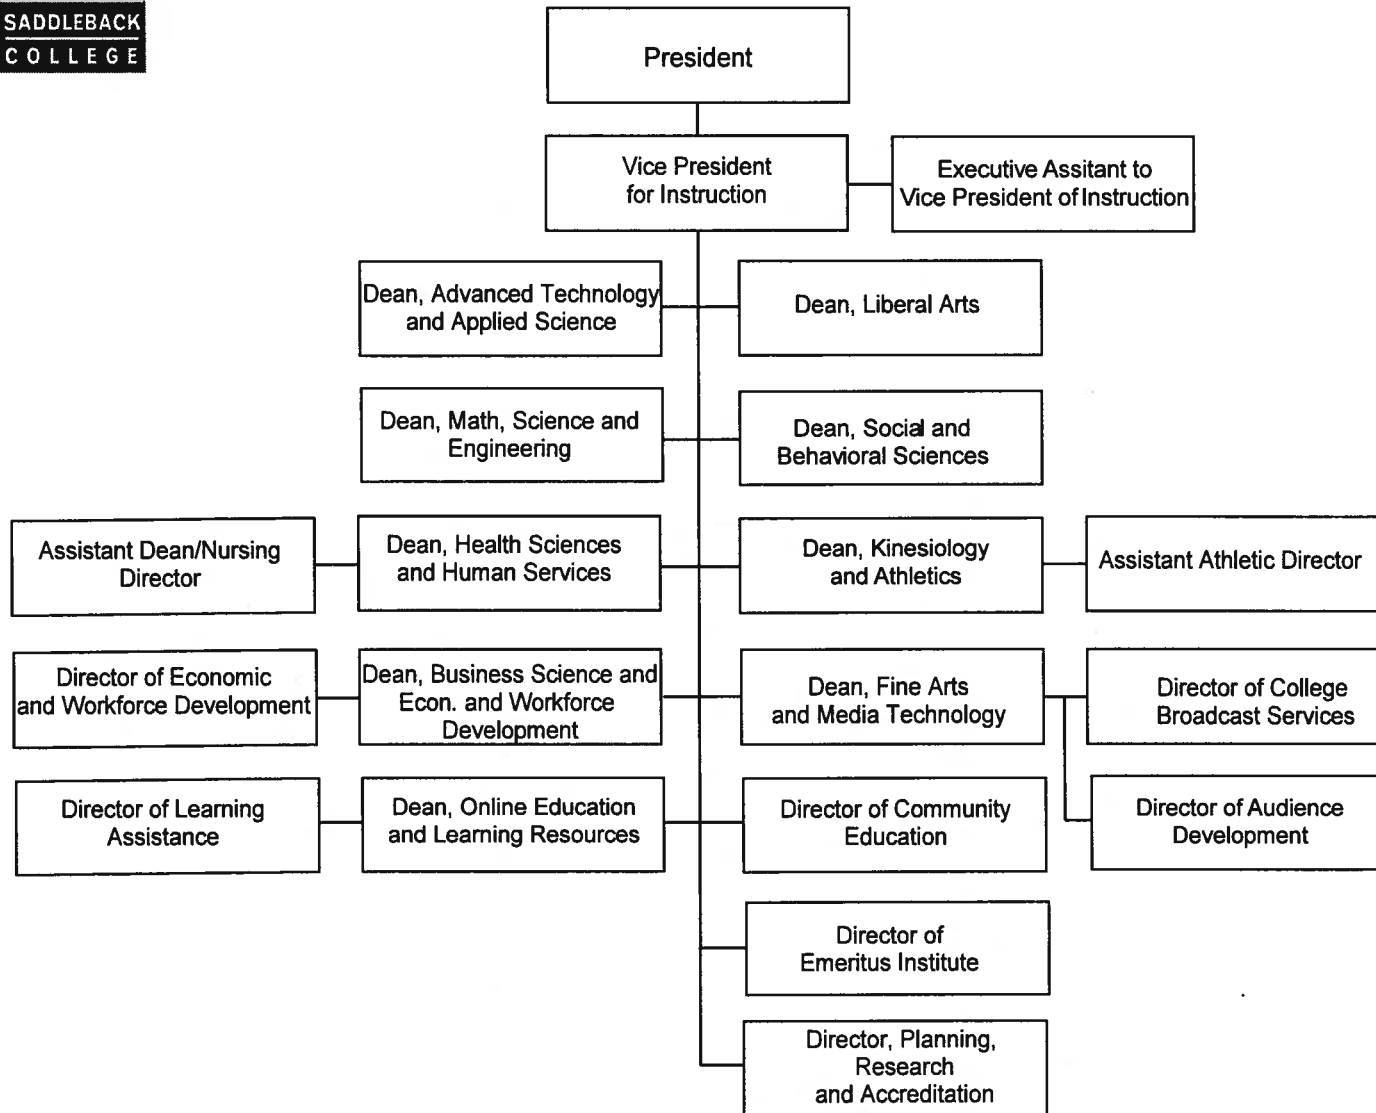 SADDLEBACK
COLLEGE
President
Vice President
for Instruction
Executive Assitant to
Vice President of Instruction
Dean, Advanced Technology
and Applied Science
Dean, Liberal Arts
Dean, Math, Science and
Engineering
Dean, Social and
Behavioral Sciences
Assistant Dean/Nursing
Director
Dean, Health Sciences
and Human Services
Dean, Kinesiology
and Athletics
Assistant Athletic Director
Director of Economic
and Workforce Development
Dean, Business Science and
Econ. and Workforce
Development
Dean, Fine Arts
and Media Technology
Director of College
Broadcast Services
Director of Learning
Assistance
Dean, Online Education
and Learning Resources
Director of Community
Education
Director of Audience
Development
Director of
Emeritus Institute
Director, Planning,
Research
and Accreditation